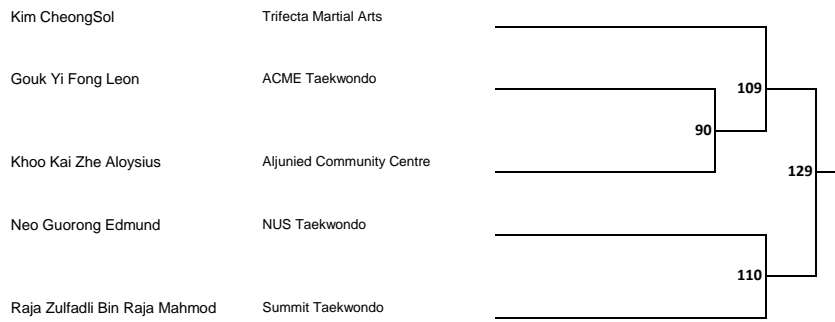 Kim CheongSol Trifecta Martial Arts
Gouk Yi Fong Leon ACME Taekwondo
109
90
Khoo Kai Zhe Aloysius Aljunied Community Centre
129
Neo Guorong Edmund NUS Taekwondo
110
Raja Zulfadli Bin Raja Mahmod Summit Taekwondo